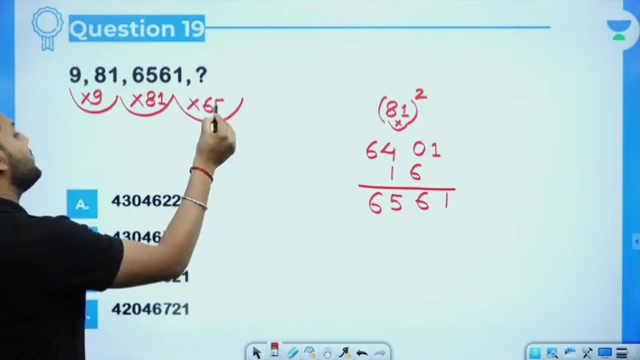 Question 19
9, 81, 6561, ?
×9 ×81 ×65
(81)²
×
64 01
1 6
6 5 6 1
A.
4304622
43046
21
42046721